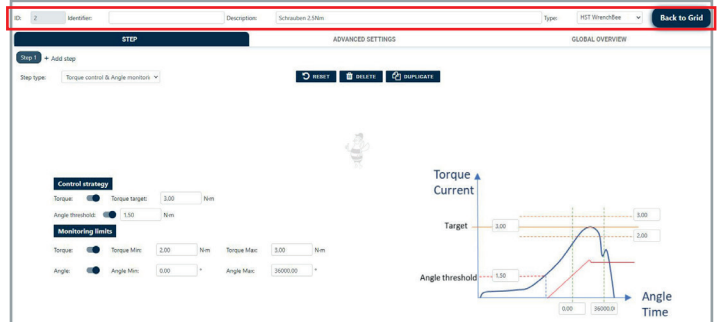 ID: 2 Identifier: Description: Schrauben 2.5Nm Type: HST WrenchBee Back to Grid
STEP ADVANCED SETTINGS GLOBAL OVERVIEW
Step 1 + Add step
Step type: Torque control & Angle monitori RESET DELETE DUPLICATE
Torque
Current
Control strategy
Torque: Torque target: 3.00 N·m
Angle threshold: 1.50 N·m
Monitoring limits
Torque: Torque Min: 2.00 N·m Torque Max: 3.00 N·m
Angle: Angle Min: 0.00 ° Angle Max: 36000.00 °
Target 3.00
3.00
2.00
Angle threshold 1.50
0.00 36000.0
Angle
Time